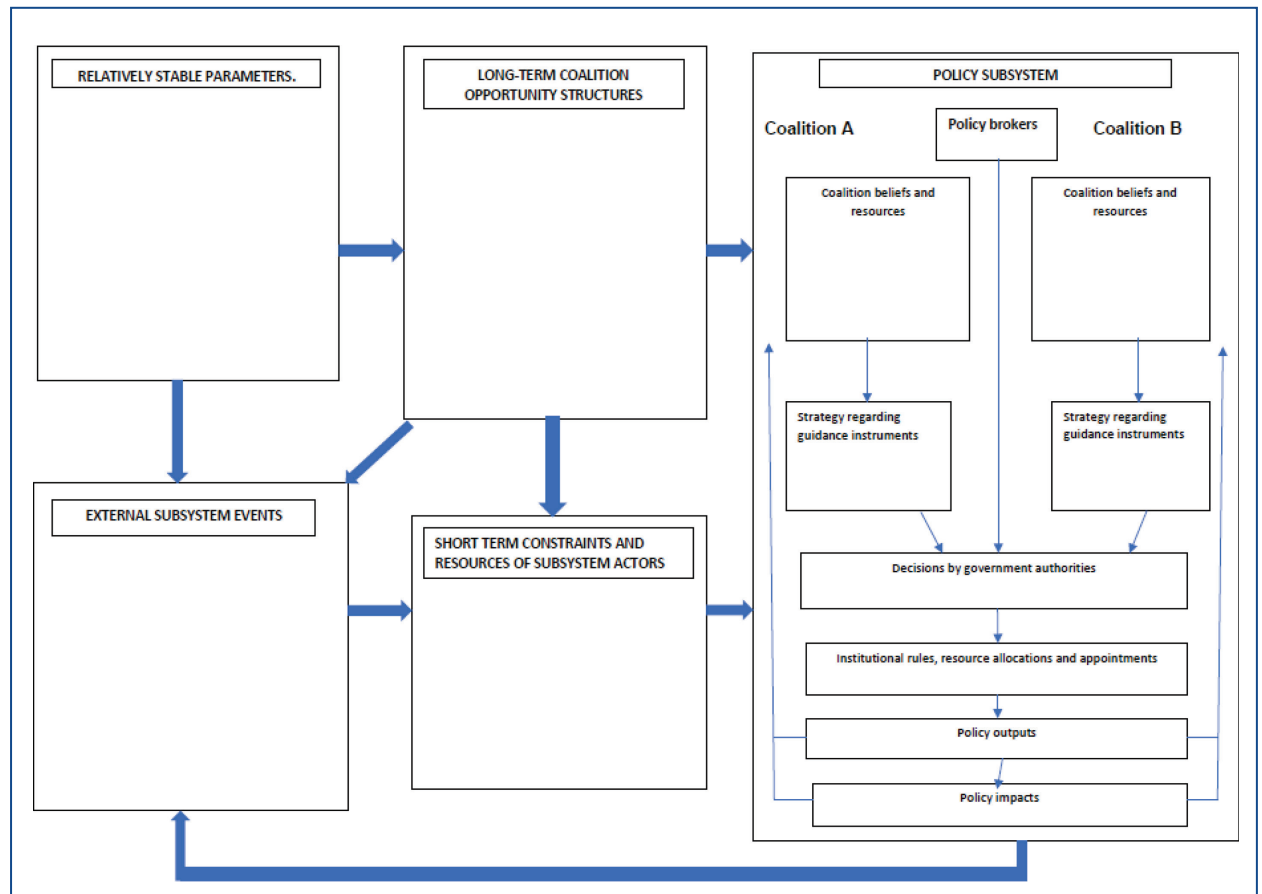 RELATIVELY STABLE PARAMETERS.
LONG-TERM COALITION
OPPORTUNITY STRUCTURES
POLICY SUBSYSTEM
Coalition A
Policy brokers
Coalition B
Coalition beliefs and
resources
Coalition beliefs and
resources
Strategy regarding
guidance instruments
Strategy regarding
guidance instruments
EXTERNAL SUBSYSTEM EVENTS
SHORT TERM CONSTRAINTS AND
RESOURCES OF SUBSYSTEM ACTORS
Decisions by government authorities
Institutional rules, resource allocations and appointments
Policy outputs
Policy impacts